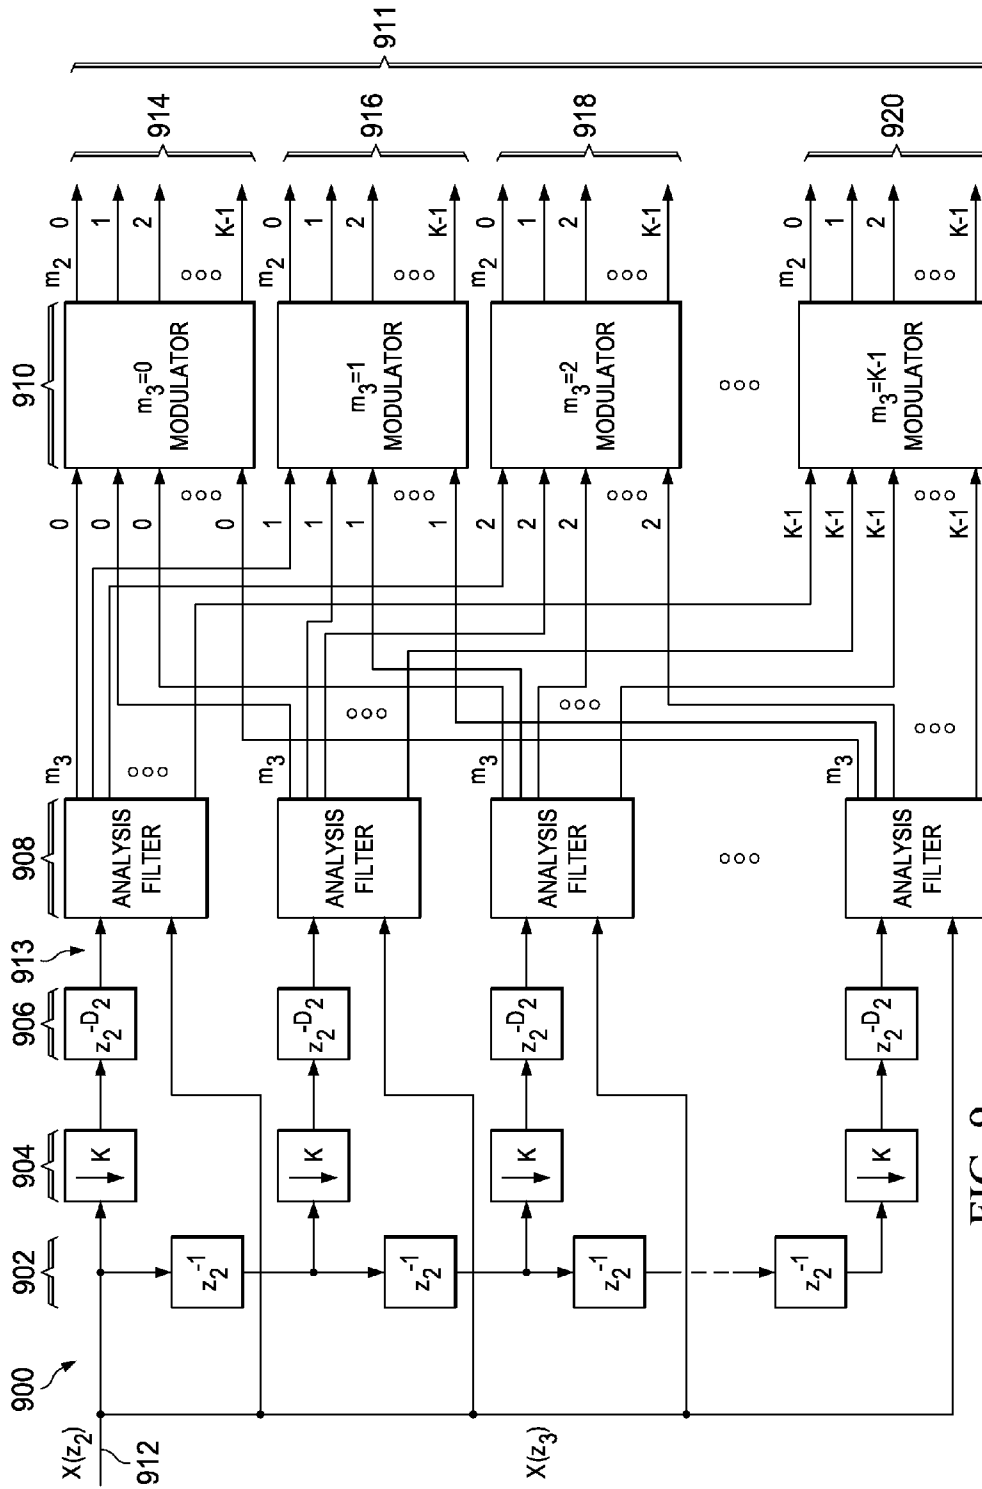 900
902
904
906
913
908
910
X(z₂)
912
K
z₂^-D₂
ANALYSIS
FILTER
m₃
0
0
0
0
m₃=0
MODULATOR
m₂
0
1
2
K-1
914
911
z₂^-1
K
z₂^-D₂
ANALYSIS
FILTER
m₃
1
1
1
1
m₃=1
MODULATOR
m₂
0
1
2
K-1
916
z₂^-1
X(z₃)
K
z₂^-D₂
ANALYSIS
FILTER
m₃
2
2
2
2
m₃=2
MODULATOR
m₂
0
1
2
K-1
918
z₂^-1
z₂^-1
K
z₂^-D₂
ANALYSIS
FILTER
m₃
K-1
K-1
K-1
K-1
m₃=K-1
MODULATOR
m₂
0
1
2
K-1
920
FIG. 9